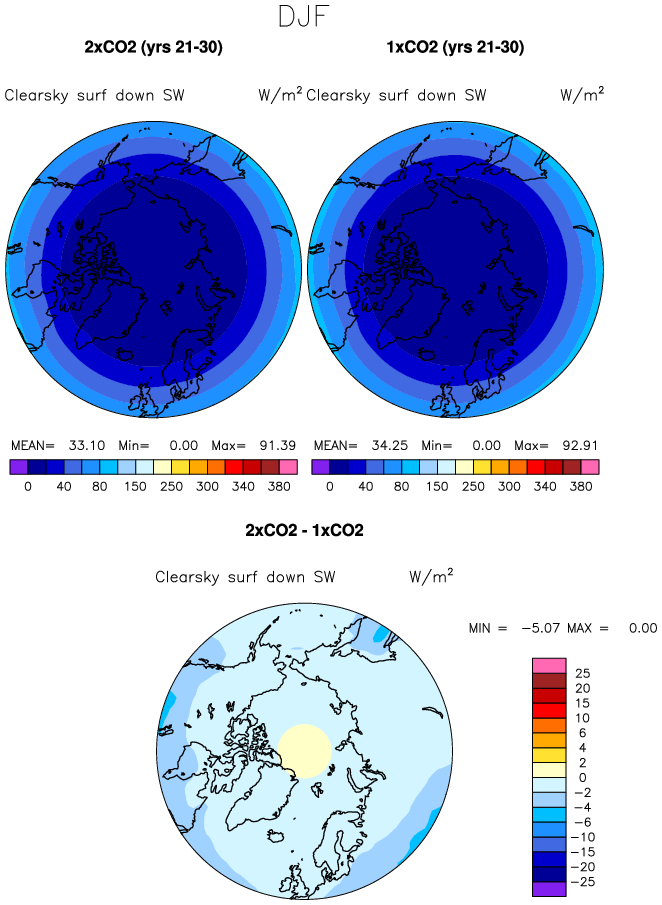 DJF
2xCO2 (yrs 21-30) 1xCO2 (yrs 21-30)
Clearsky surf down SW W/m² Clearsky surf down SW W/m²
MEAN= 33.10 Min= 0.00 Max= 91.39 MEAN= 34.25 Min= 0.00 Max= 92.91
0 40 80 150 250 300 340 380 0 40 80 150 250 300 340 380
2xCO2 - 1xCO2
Clearsky surf down SW W/m²
MIN = -5.07 MAX = 0.00
25
20
15
10
6
4
2
0
-2
-4
-6
-10
-15
-20
-25